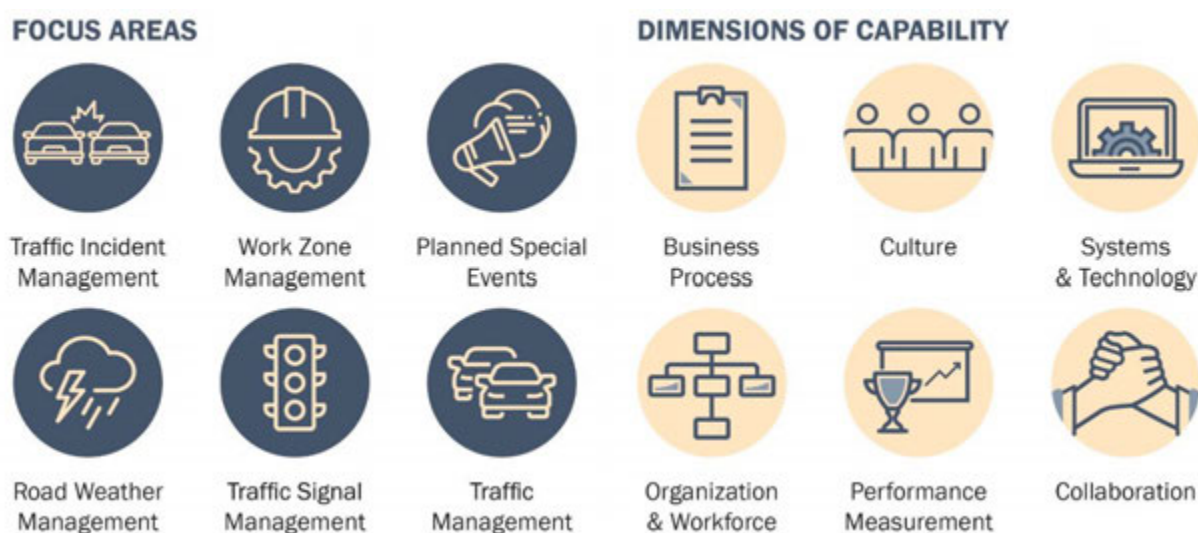 FOCUS AREAS
Traffic Incident
Management
Work Zone
Management
Planned Special
Events
Road Weather
Management
Traffic Signal
Management
Traffic
Management
DIMENSIONS OF CAPABILITY
Business
Process
Culture
Systems
& Technology
Organization
& Workforce
Performance
Measurement
Collaboration